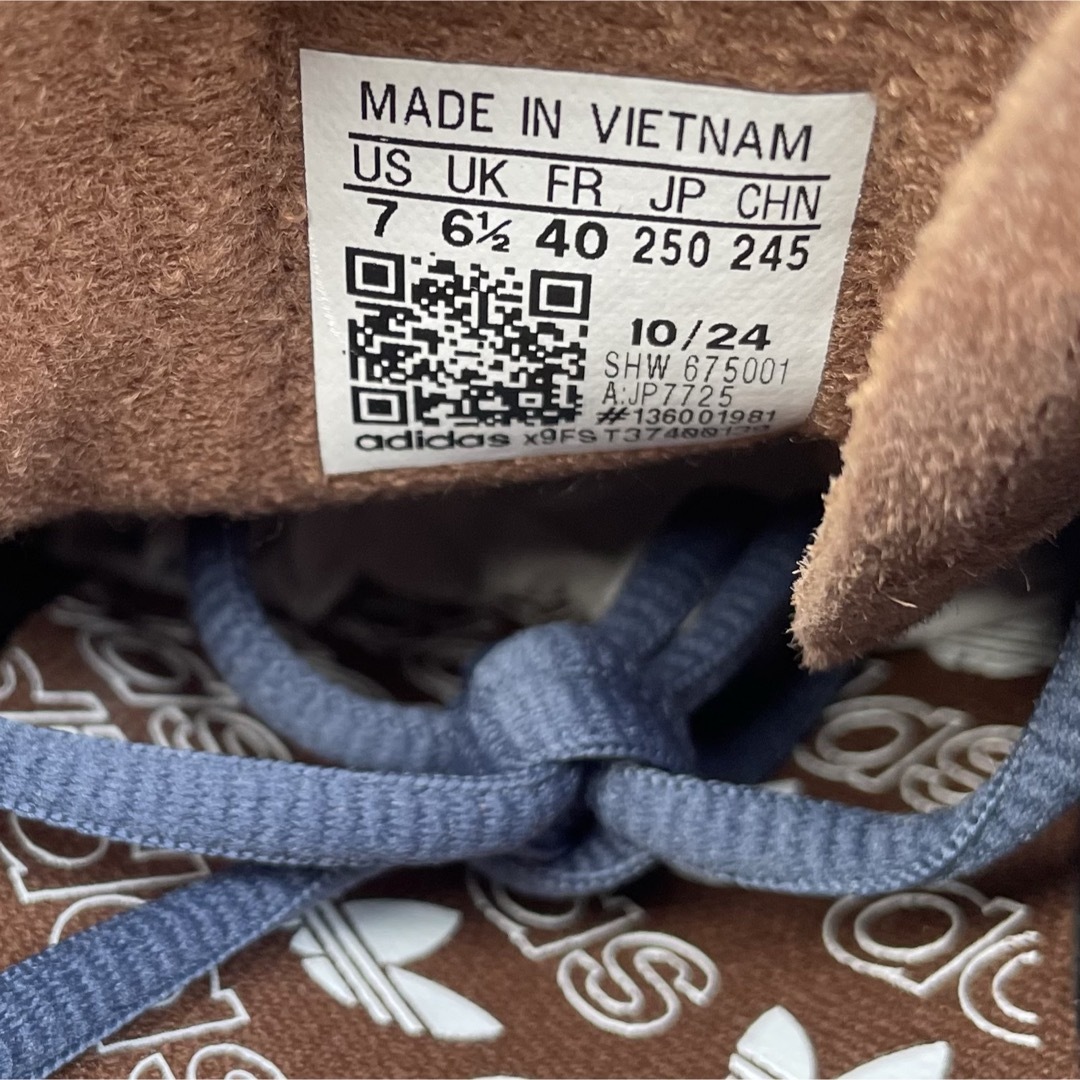 MADE IN VIETNAM
US UK FR JP CHN
7 6½ 40 250 245
10/24
SHW 675001
A:JP7725
#136001981
adidas